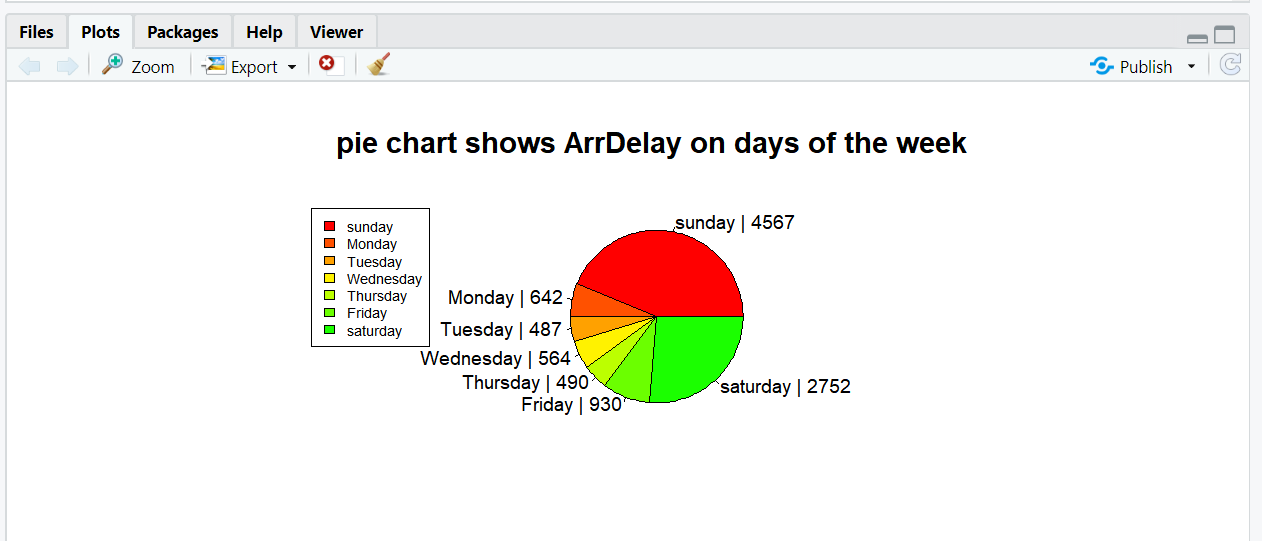 Files Plots Packages Help Viewer
Zoom Export Publish
pie chart shows ArrDelay on days of the week
sunday
Monday
Tuesday
Wednesday
Thursday
Friday
saturday
sunday | 4567
Monday | 642
Tuesday | 487
Wednesday | 564
Thursday | 490
Friday | 930
saturday | 2752